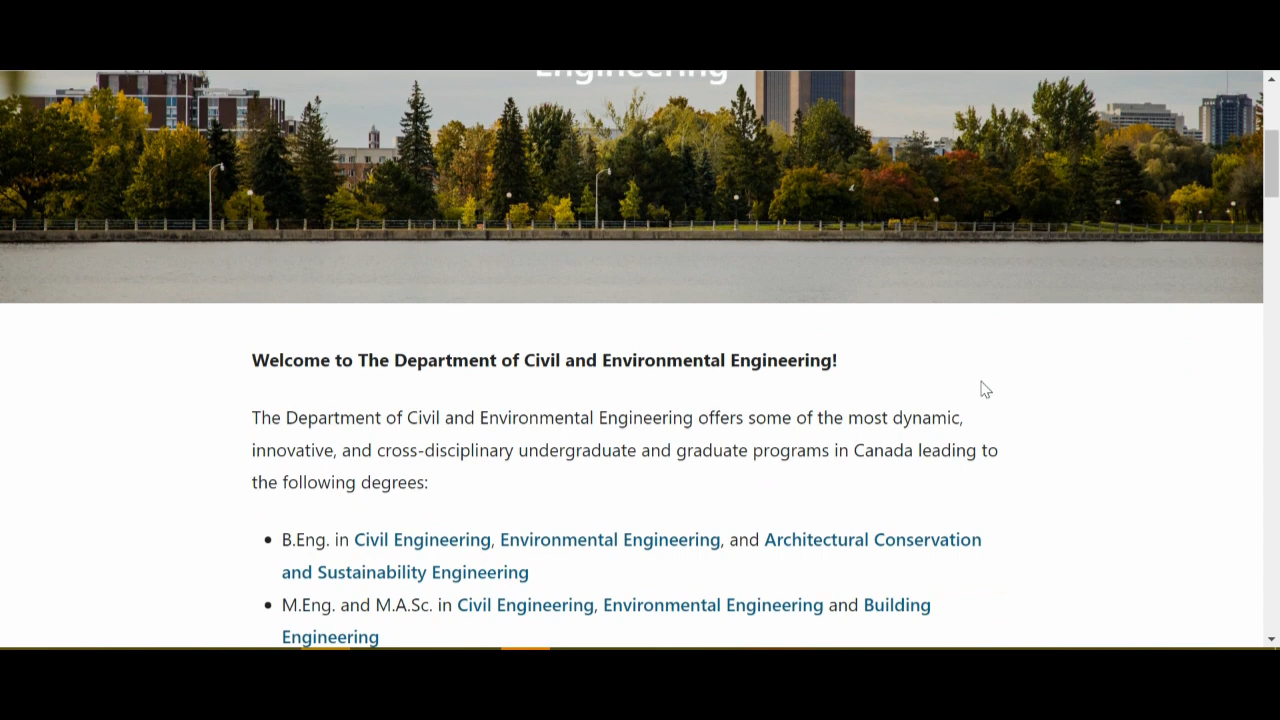 Engineering
Welcome to The Department of Civil and Environmental Engineering!
The Department of Civil and Environmental Engineering offers some of the most dynamic,
innovative, and cross-disciplinary undergraduate and graduate programs in Canada leading to
the following degrees:
• B.Eng. in Civil Engineering, Environmental Engineering, and Architectural Conservation
and Sustainability Engineering
• M.Eng. and M.A.Sc. in Civil Engineering, Environmental Engineering and Building
Engineering